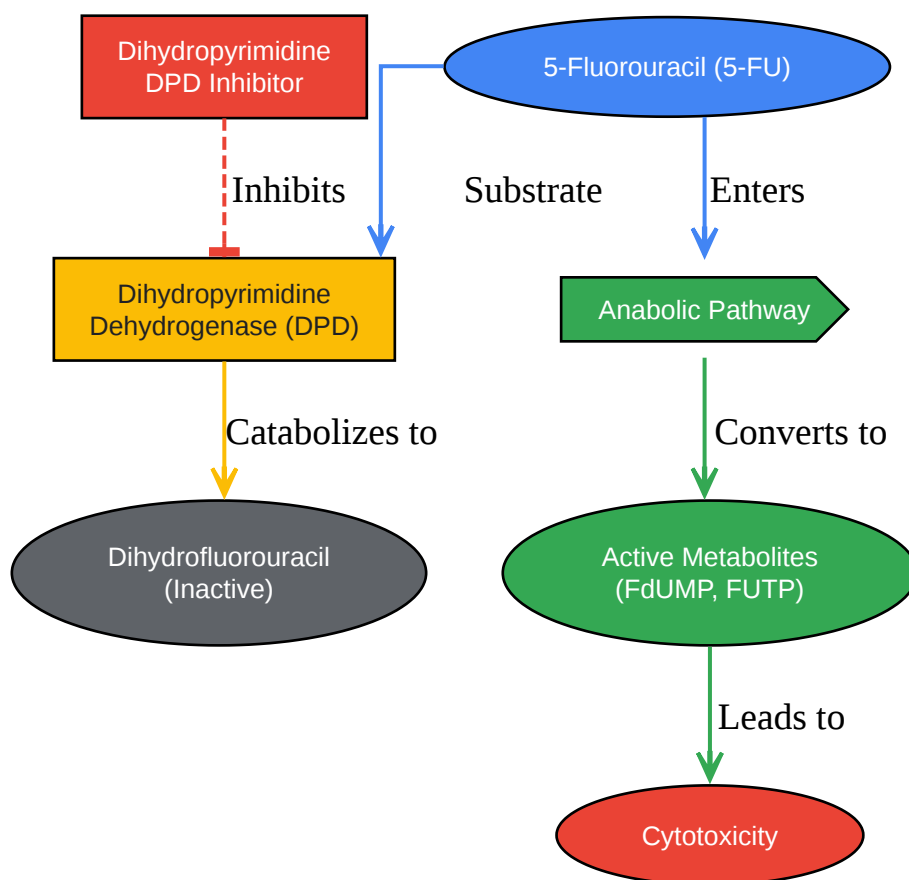 Dihydropyrimidine
DPD Inhibitor
5-Fluorouracil (5-FU)
Inhibits
Substrate
Enters
Dihydropyrimidine
Dehydrogenase (DPD)
Anabolic Pathway
Catabolizes to
Converts to
Dihydrofluorouracil
(Inactive)
Active Metabolites
(FdUMP, FUTP)
Leads to
Cytotoxicity